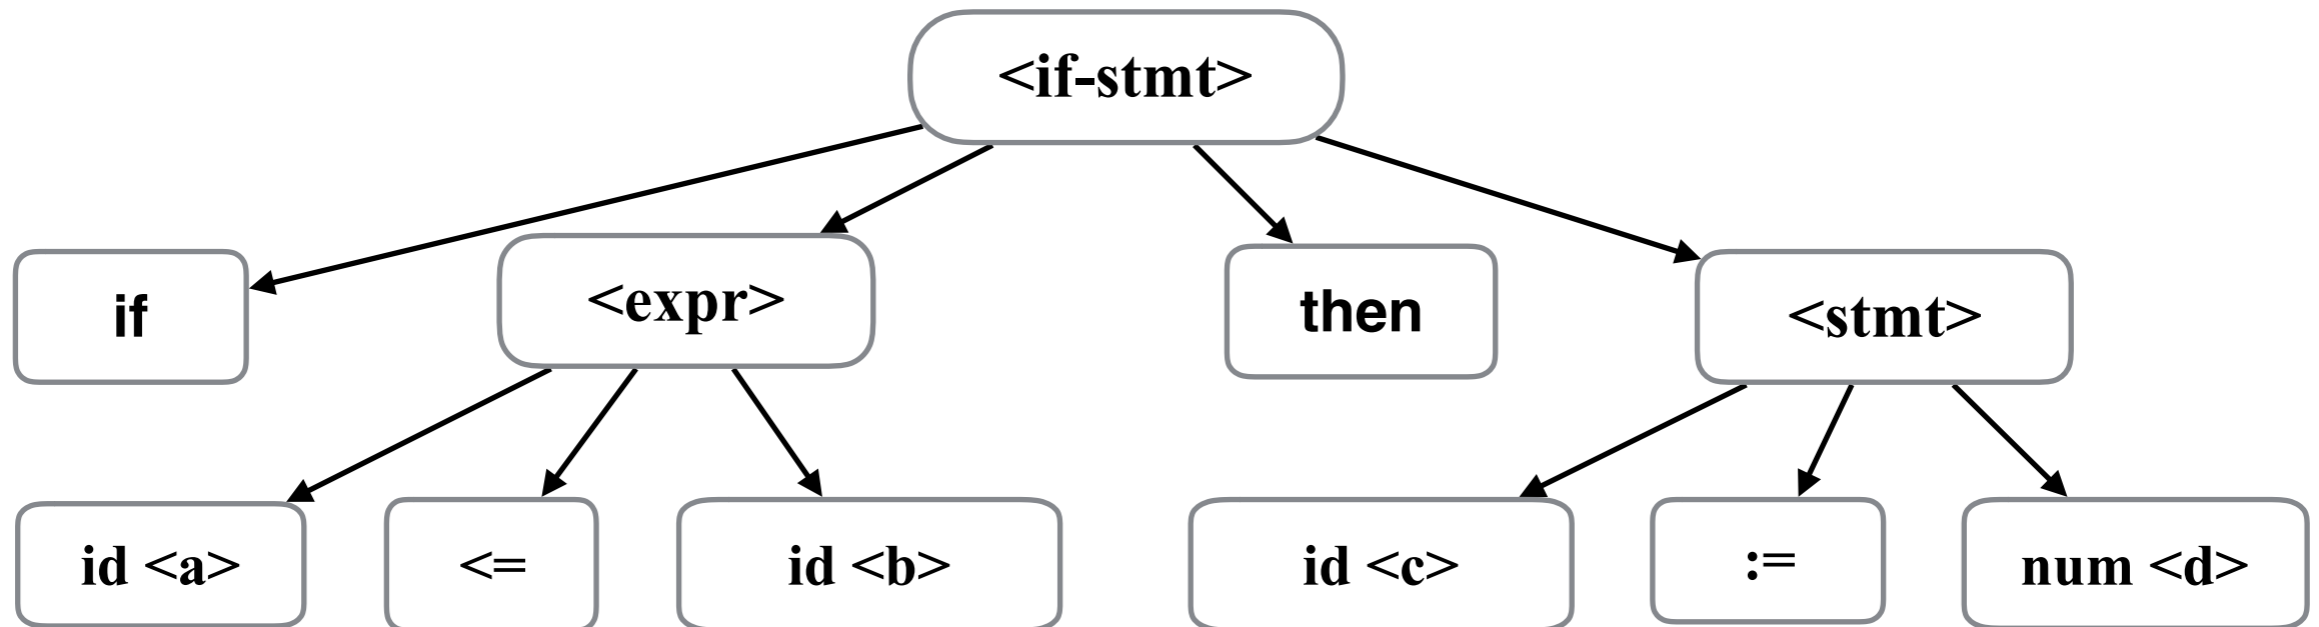 <if-stmt>
if
<expr>
then
<stmt>
id <a>
<=
id <b>
id <c>
:=
num <d>